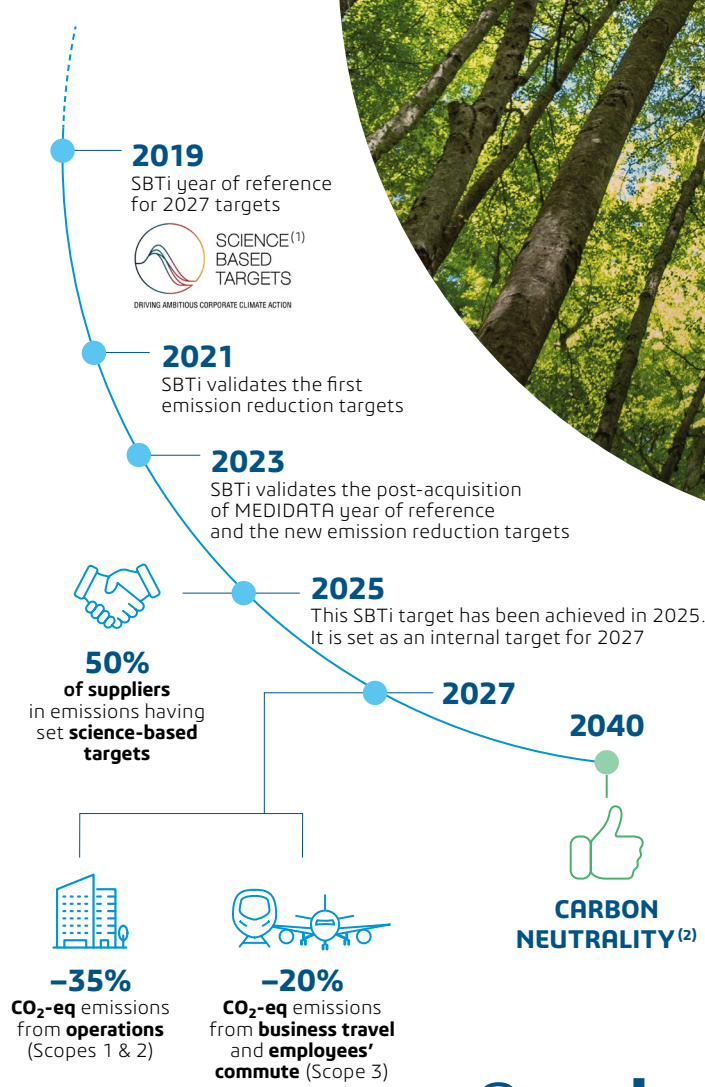 2019
SBTi year of reference
for 2027 targets
SCIENCE(1)
BASED
TARGETS
DRIVING AMBITIOUS CORPORATE CLIMATE ACTION
2021
SBTi validates the first
emission reduction targets
2023
SBTi validates the post-acquisition
of MEDIDATA year of reference
and the new emission reduction targets
2025
This SBTi target has been achieved in 2025.
It is set as an internal target for 2027
50%
of suppliers
in emissions having
set science-based
targets
2027
2040
CARBON
NEUTRALITY(2)
–35%
CO₂-eq emissions
from operations
(Scopes 1 & 2)
–20%
CO₂-eq emissions
from business travel
and employees’
commute (Scope 3)